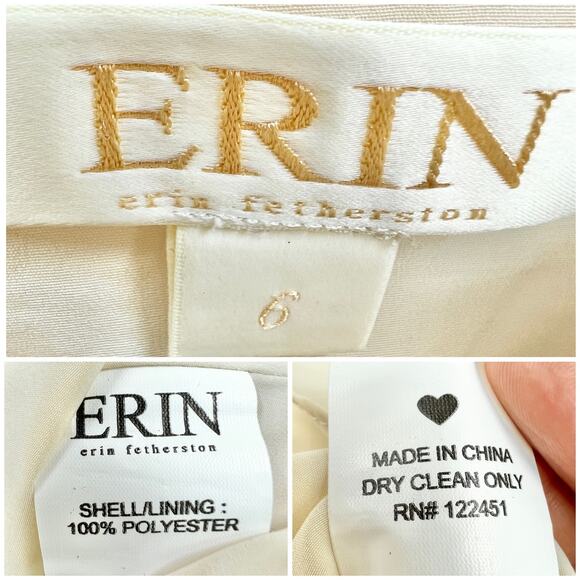 ERIN
erin fetherston
6
ERIN
erin fetherston
SHELL/LINING :
100% POLYESTER
MADE IN CHINA
DRY CLEAN ONLY
RN# 122451